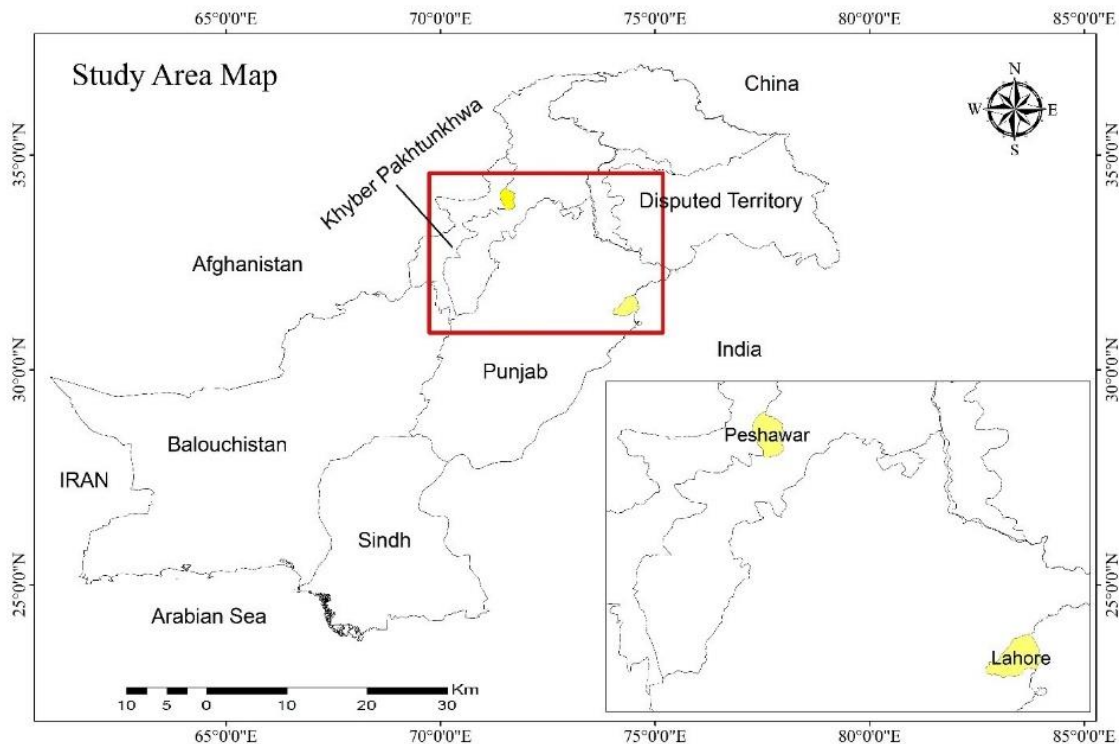 65°0'0"E 70°0'0"E 75°0'0"E 80°0'0"E 85°0'0"E
Study Area Map
China
N
W E
S
35°0'0"N 35°0'0"N
Khyber Pakhtunkhwa
Disputed Territory
Afghanistan
India
30°0'0"N 30°0'0"N
Punjab
Peshawar
Balouchistan
IRAN
Sindh
25°0'0"N 25°0'0"N
Arabian Sea
Lahore
Km
10 5 0 10 20 30
65°0'0"E 70°0'0"E 75°0'0"E 80°0'0"E 85°0'0"E